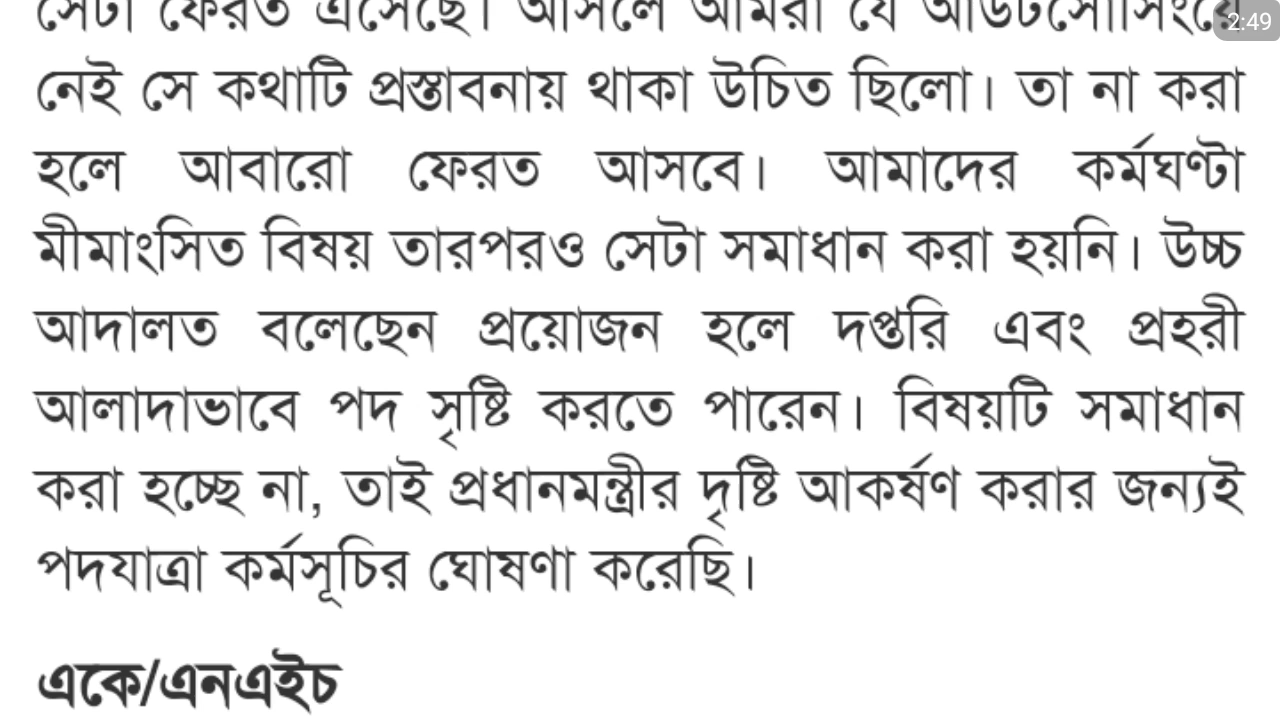 সেটা ফেরত এসেছে। আসলে আমরা যে আউটসোর্সিংয়ে
2:49
নেই সে কথাটি প্রস্তাবনায় থাকা উচিত ছিলো। তা না করা
হলে আবারো ফেরত আসবে। আমাদের কর্মঘণ্টা
মীমাংসিত বিষয় তারপরও সেটা সমাধান করা হয়নি। উচ্চ
আদালত বলেছেন প্রয়োজন হলে দপ্তরি এবং প্রহরী
আলাদাভাবে পদ সৃষ্টি করতে পারেন। বিষয়টি সমাধান
করা হচ্ছে না, তাই প্রধানমন্ত্রীর দৃষ্টি আকর্ষণ করার জন্যই
পদযাত্রা কর্মসূচির ঘোষণা করেছি।
একে/এনএইচ